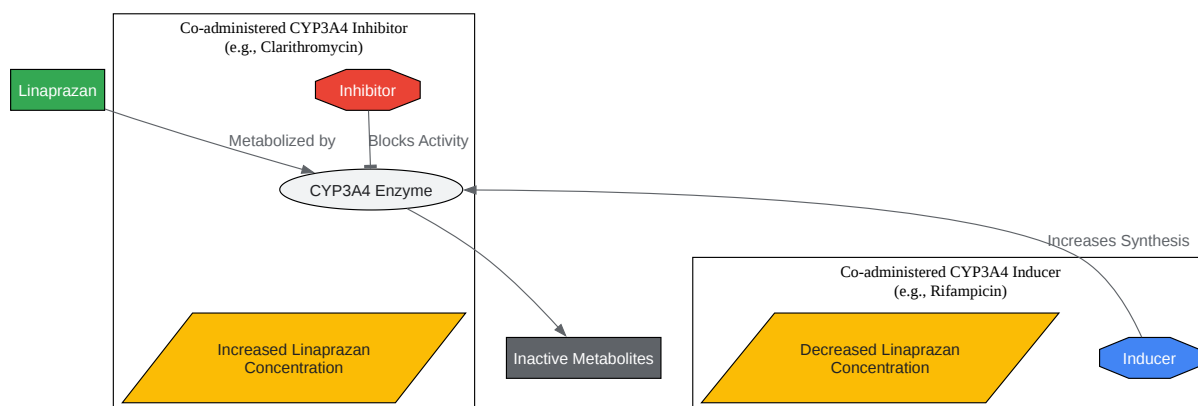 Co-administered CYP3A4 Inhibitor
(e.g., Clarithromycin)
Linaprazan
Inhibitor
Metabolized by
Blocks Activity
CYP3A4 Enzyme
Increases Synthesis
Co-administered CYP3A4 Inducer
(e.g., Rifampicin)
Increased Linaprazan
Concentration
Inactive Metabolites
Decreased Linaprazan
Concentration
Inducer